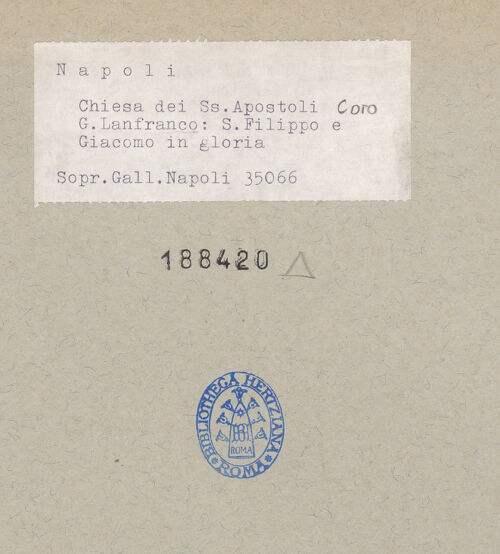 Napoli
Chiesa dei Ss.Apostoli Coro
G.Lanfranco: S.Filippo e
Giacomo in gloria
Sopr.Gall.Napoli 35066
188420
BIBLIOTHECA HERTZIANA
ROMA
ROMA